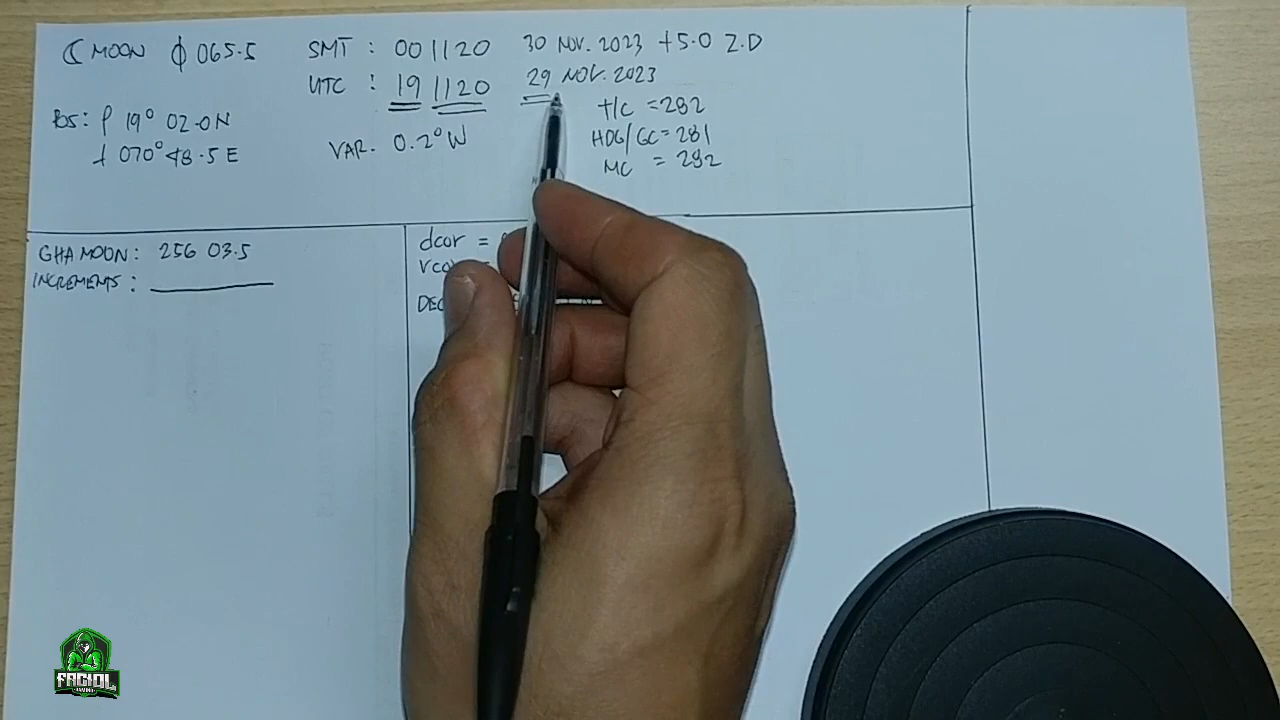 ☾ MOON ϕ 065.5
SMT : 001120 30 NOV. 2023 +5.0 Z.D
UTC : 191120 29 NOV. 2023
POS: φ 19° 02.0N
λ 070° 48.5 E
VAR. 0.2° W
T/C = 282
HDG/GC = 281
MC = 282
GHA MOON: 256 03.5
INCREMENTS :
dcor =
DEC
FAGIOL